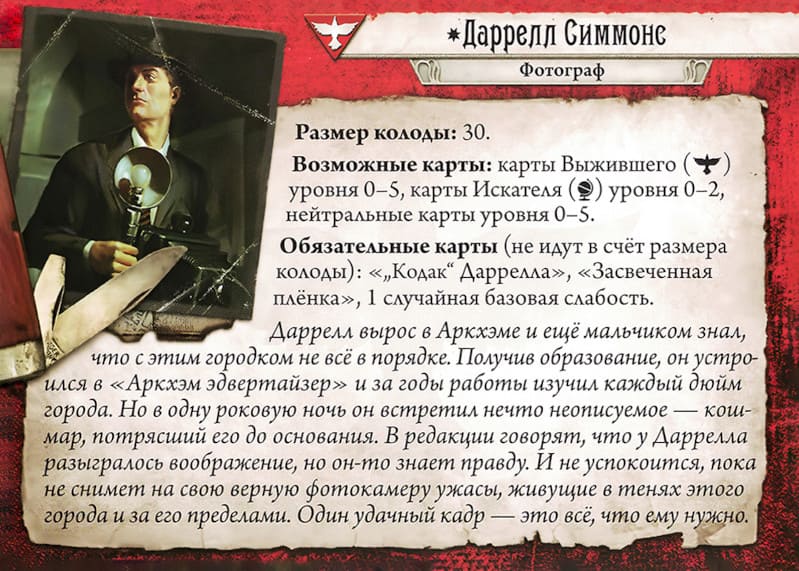 ✷Даррелл Симмонс
Фотограф
Размер колоды: 30.
Возможные карты: карты Выжившего ( )
уровня 0–5, карты Искателя ( ) уровня 0–2,
нейтральные карты уровня 0–5.
Обязательные карты (не идут в счёт размера
колоды): «„Кодак“ Даррелла», «Засвеченная
плёнка», 1 случайная базовая слабость.
Даррелл вырос в Аркхэме и ещё мальчиком знал,
что с этим городком не всё в порядке. Получив образование, он устро-
ился в «Аркхэм эдвертайзер» и за годы работы изучил каждый дюйм
города. Но в одну роковую ночь он встретил нечто неописуемое — кош-
мар, потрясший его до основания. В редакции говорят, что у Даррелла
разыгралось воображение, но он-то знает правду. И не успокоится, пока
не снимет на свою верную фотокамеру ужасы, живущие в тенях этого
города и за его пределами. Один удачный кадр — это всё, что ему нужно.